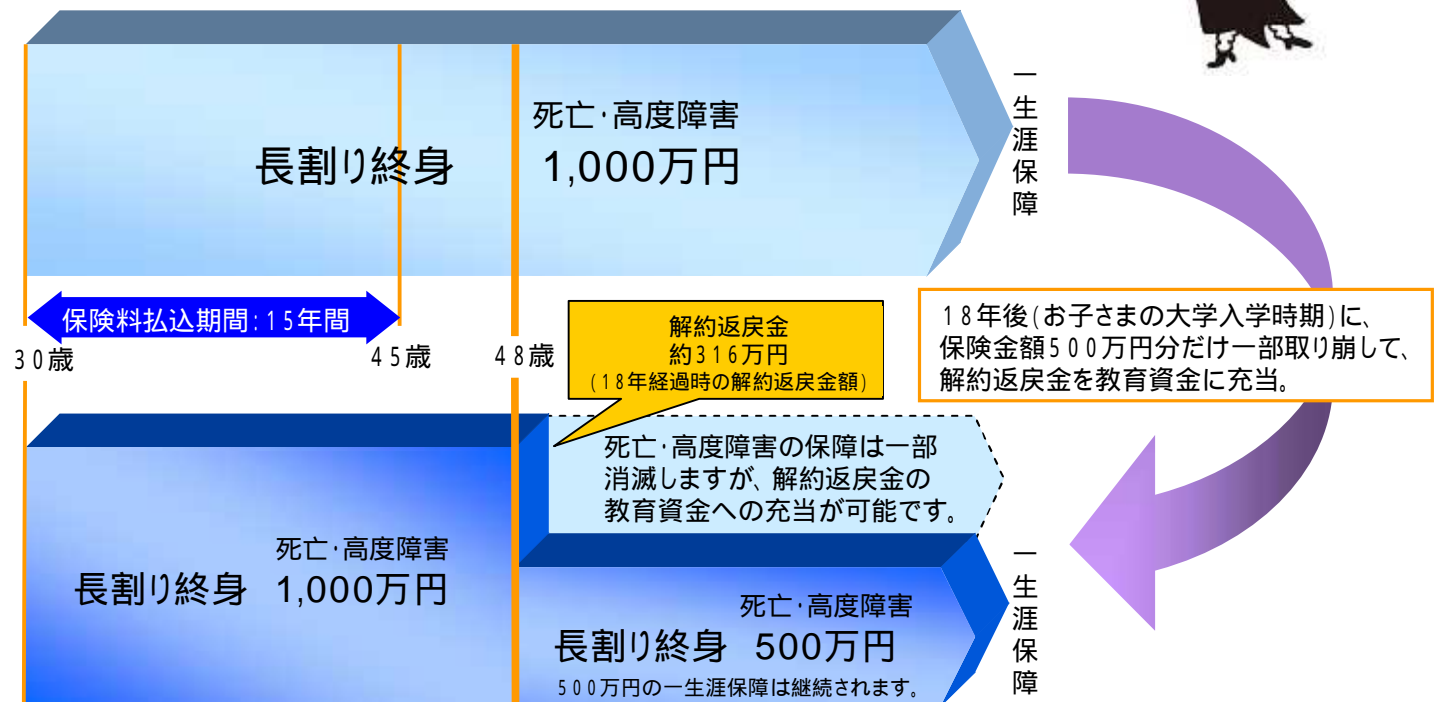 死亡・高度障害
長割り終身 1,000万円
一生涯保障
保険料払込期間:15年間
30歳
45歳
48歳
解約返戻金
約316万円
(18年経過時の解約返戻金額)
18年後(お子さまの大学入学時期)に、
保険金額500万円分だけ一部取り崩して、
解約返戻金を教育資金に充当。
死亡・高度障害の保障は一部
消滅しますが、解約返戻金の
教育資金への充当が可能です。
死亡・高度障害
長割り終身 1,000万円
死亡・高度障害
長割り終身 500万円
500万円の一生涯保障は継続されます。
一生涯保障